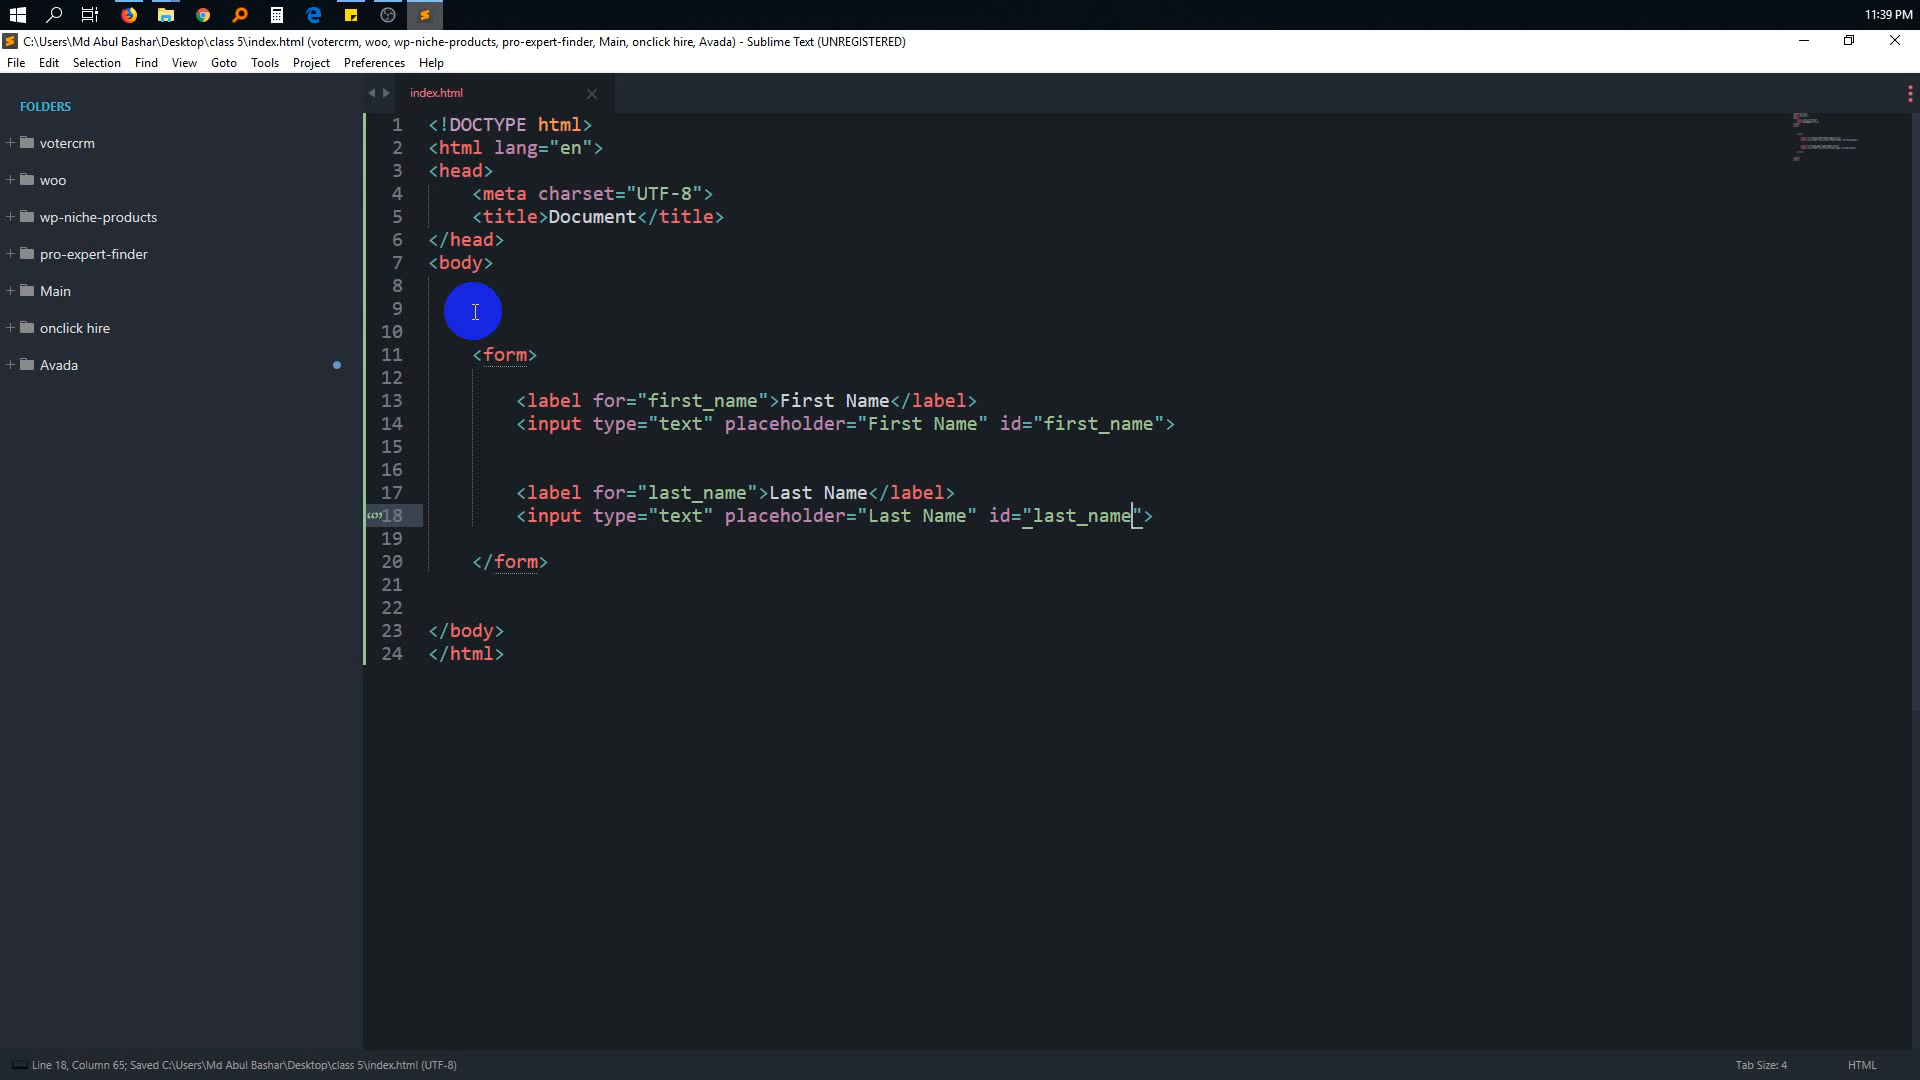 11:39 PM
C:\Users\Md Abul Bashar\Desktop\class 5\index.html (votercrm, woo, wp-niche-products, pro-expert-finder, Main, onclick hire, Avada) - Sublime Text (UNREGISTERED)
File Edit Selection Find View Goto Tools Project Preferences Help
FOLDERS
votercrm
woo
wp-niche-products
pro-expert-finder
Main
onclick hire
Avada
index.html
1 <!DOCTYPE html>
2 <html lang="en">
3 <head>
4 <meta charset="UTF-8">
5 <title>Document</title>
6 </head>
7 <body>
8
9
10
11 <form>
12
13 <label for="first_name">First Name</label>
14 <input type="text" placeholder="First Name" id="first_name">
15
16
17 <label for="last_name">Last Name</label>
18 <input type="text" placeholder="Last Name" id="last_name">
19
20 </form>
21
22
23 </body>
24 </html>
Line 18, Column 65; Saved C:\Users\Md Abul Bashar\Desktop\class 5\index.html (UTF-8)
Tab Size: 4 HTML